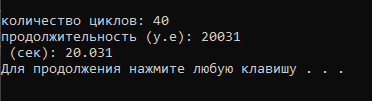 количество циклов: 40
продолжительность (у.е): 20031
(сек): 20.031
Для продолжения нажмите любую клавишу . . .